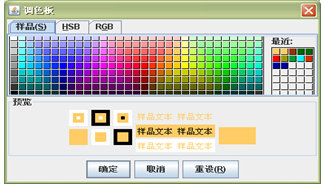 调色板
样品(S) HSB RGB
最近:
预览
样品文本 样品文本
样品文本 样品文本
样品文本 样品文本
确定 取消 重设(R)